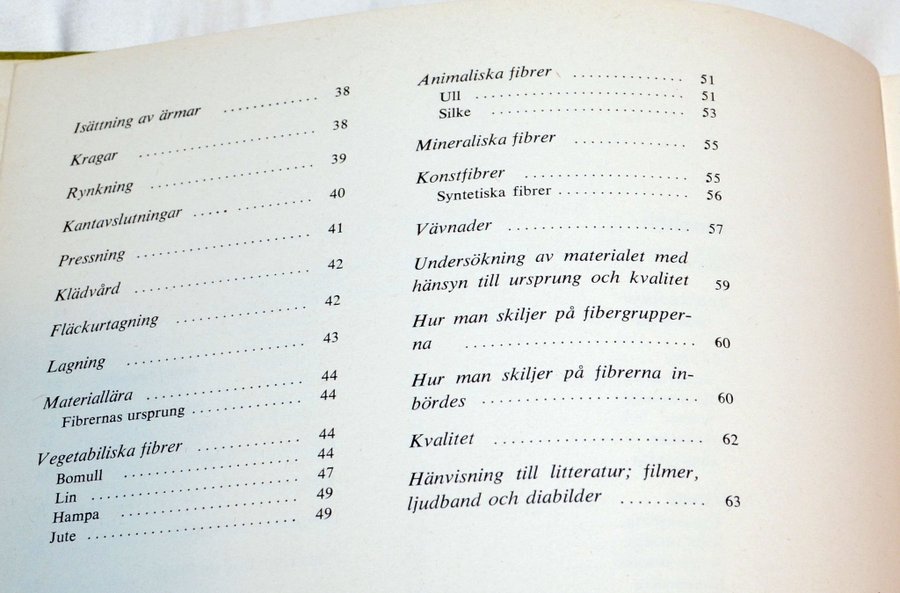 Isättning av ärmar .......... 38
Kragar .......... 38
Rynkning .......... 39
Kantavslutningar .......... 40
Pressning .......... 41
Klädvård .......... 42
Fläckurtagning .......... 42
Lagning .......... 43
Materiallära .......... 44
Fibrernas ursprung .......... 44
Vegetabiliska fibrer .......... 44
Bomull .......... 44
Lin .......... 47
Hampa .......... 49
Jute .......... 49
Animaliska fibrer .......... 51
Ull .......... 51
Silke .......... 53
Mineraliska fibrer .......... 55
Konstfibrer .......... 55
Syntetiska fibrer .......... 56
Vävnader .......... 57
Undersökning av materialet med
hänsyn till ursprung och kvalitet 59
Hur man skiljer på fibergrupper-
na .......... 60
Hur man skiljer på fibrerna in-
bördes .......... 60
Kvalitet .......... 62
Hänvisning till litteratur; filmer,
ljudband och diabilder .......... 63